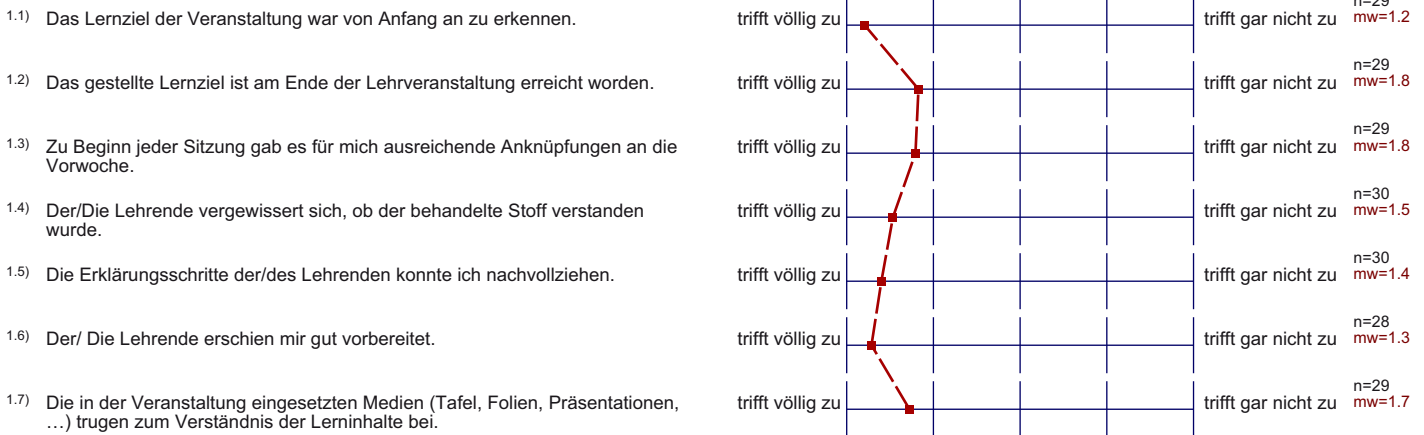 n=29
1.1) Das Lernziel der Veranstaltung war von Anfang an zu erkennen. trifft völlig zu trifft gar nicht zu mw=1.2
n=29
1.2) Das gestellte Lernziel ist am Ende der Lehrveranstaltung erreicht worden. trifft völlig zu trifft gar nicht zu mw=1.8
n=29
1.3) Zu Beginn jeder Sitzung gab es für mich ausreichende Anknüpfungen an die trifft völlig zu trifft gar nicht zu mw=1.8
Vorwoche.
n=30
1.4) Der/Die Lehrende vergewissert sich, ob der behandelte Stoff verstanden trifft völlig zu trifft gar nicht zu mw=1.5
wurde.
n=30
1.5) Die Erklärungsschritte der/des Lehrenden konnte ich nachvollziehen. trifft völlig zu trifft gar nicht zu mw=1.4
n=28
1.6) Der/ Die Lehrende erschien mir gut vorbereitet. trifft völlig zu trifft gar nicht zu mw=1.3
n=29
1.7) Die in der Veranstaltung eingesetzten Medien (Tafel, Folien, Präsentationen, trifft völlig zu trifft gar nicht zu mw=1.7
…) trugen zum Verständnis der Lerninhalte bei.